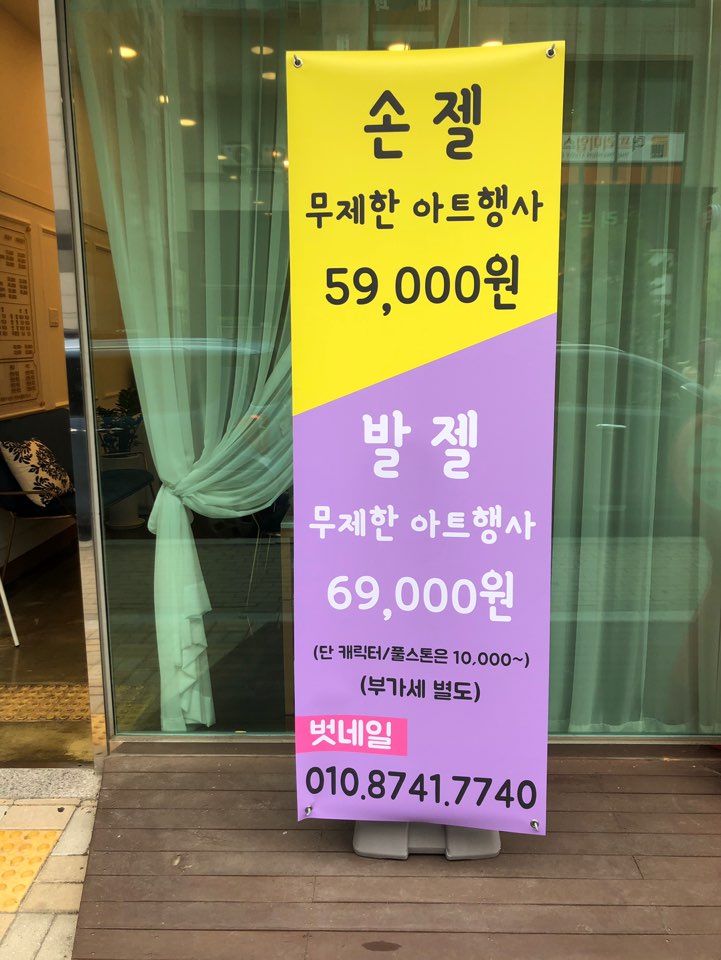 손 젤
무제한 아트행사
59,000원
발 젤
무제한 아트행사
69,000원
(단 캐릭터/풀스톤은 10,000~)
(부가세 별도)
벗네일
010.8741.7740